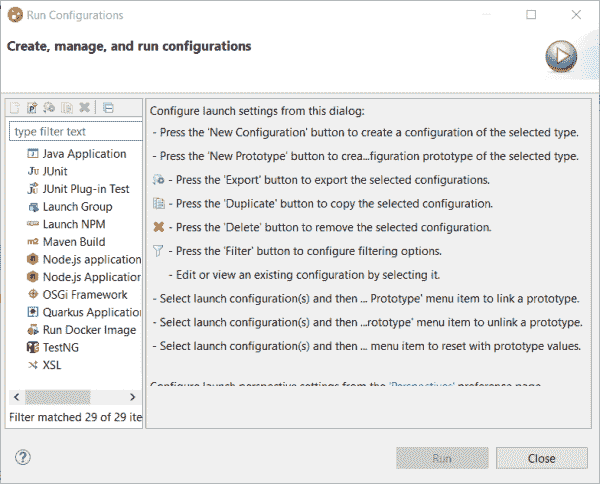 Run Configurations
Create, manage, and run configurations
type filter text
Java Application
JUnit
JUnit Plug-in Test
Launch Group
Launch NPM
Maven Build
Node.js application
Node.js Application
OSGi Framework
Quarkus Application
Run Docker Image
TestNG
XSL
Filter matched 29 of 29 ite
Configure launch settings from this dialog:
- Press the 'New Configuration' button to create a configuration of the selected type.
- Press the 'New Prototype' button to crea...figuration prototype of the selected type.
- Press the 'Export' button to export the selected configurations.
- Press the 'Duplicate' button to copy the selected configuration.
- Press the 'Delete' button to remove the selected configuration.
- Press the 'Filter' button to configure filtering options.
- Edit or view an existing configuration by selecting it.
- Select launch configuration(s) and then ... Prototype' menu item to link a prototype.
- Select launch configuration(s) and then ...rototype' menu item to unlink a prototype.
- Select launch configuration(s) and then ... menu item to reset with prototype values.
Configure launch perspective settings from the 'Perspectives' preference page
Run
Close